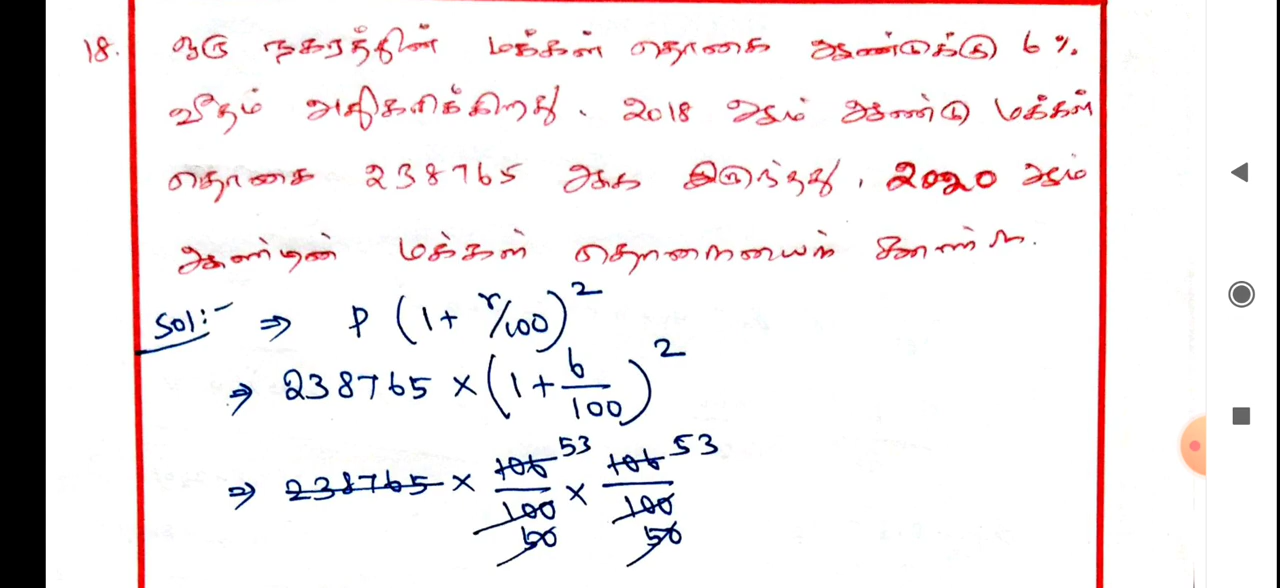 18. ஒரு நகரத்தின் மக்கள் தொகை ஆண்டுக்கு 6%
வீதம் அதிகரிக்கிறது. 2018 ஆம் ஆண்டு மக்கள்
தொகை 238765 ஆக இருந்தது, 2020 ஆம்
ஆண்டின் மக்கள் தொகையைக் காண்க.
Sol:- ⇒ P (1 + r/100)²
⇒ 238765 × (1 + 6/100)²
⇒ 238765 × 106/100 53/50 × 106/100 53/50